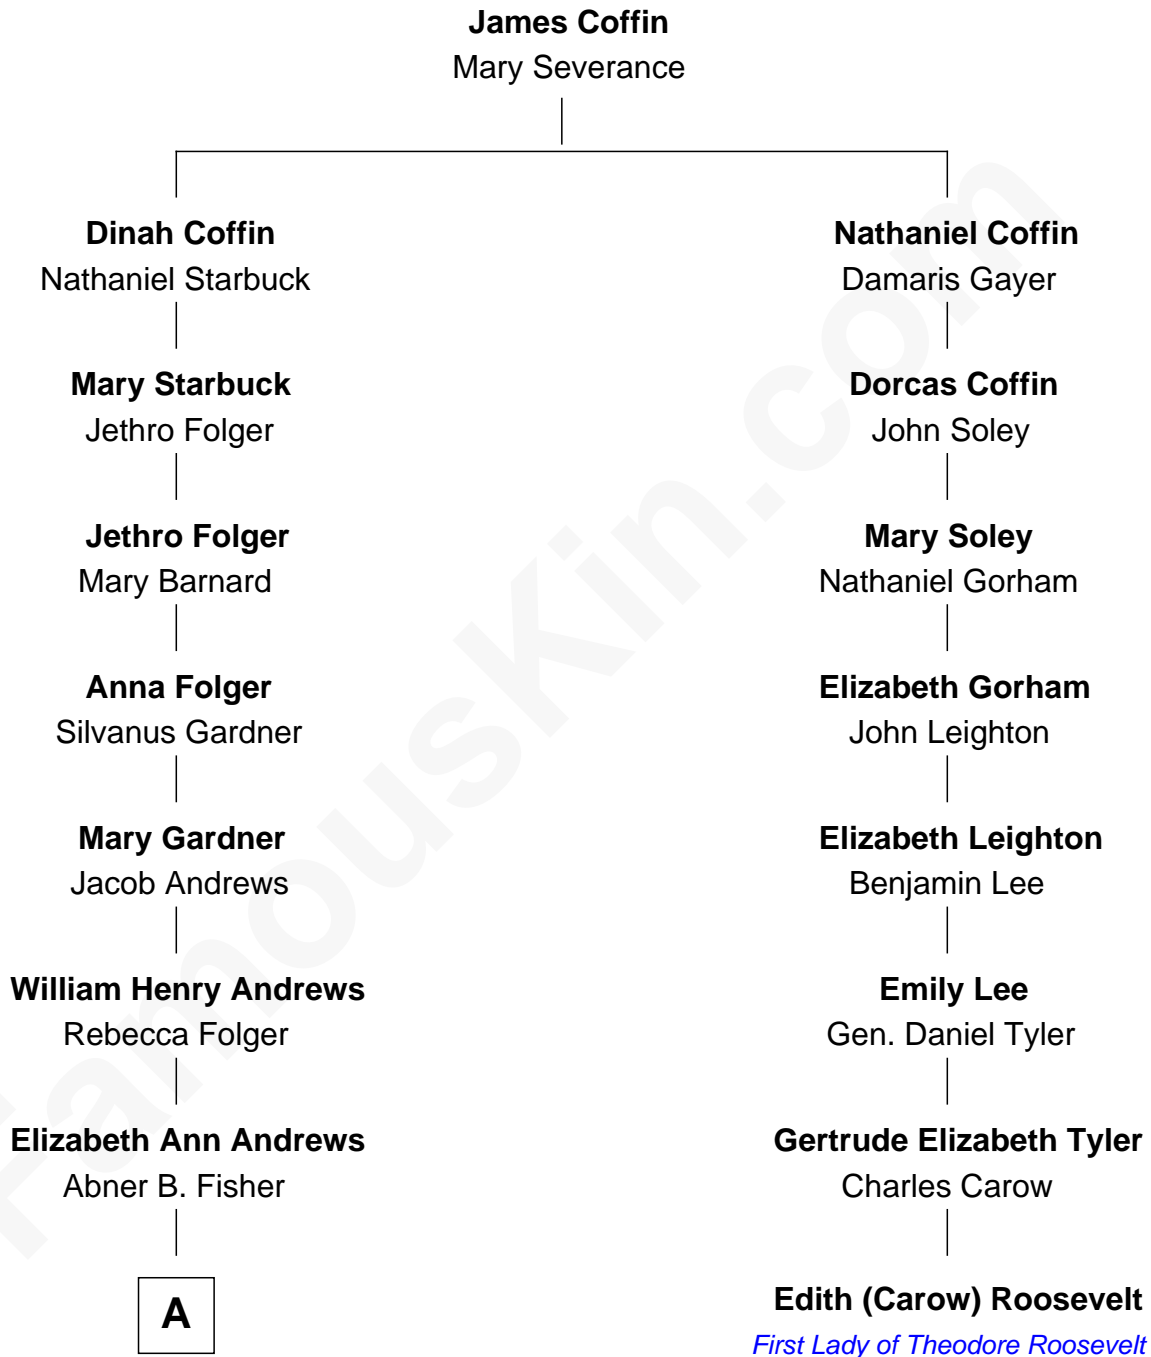 James Coffin
Mary Severance
Dinah Coffin
Nathaniel Starbuck
Mary Starbuck
Jethro Folger
Jethro Folger
Mary Barnard
Anna Folger
Silvanus Gardner
Mary Gardner
Jacob Andrews
William Henry Andrews
Rebecca Folger
Elizabeth Ann Andrews
Abner B. Fisher
A
Nathaniel Coffin
Damaris Gayer
Dorcas Coffin
John Soley
Mary Soley
Nathaniel Gorham
Elizabeth Gorham
John Leighton
Elizabeth Leighton
Benjamin Lee
Emily Lee
Gen. Daniel Tyler
Gertrude Elizabeth Tyler
Charles Carow
Edith (Carow) Roosevelt
First Lady of Theodore Roosevelt
FamousKin.com